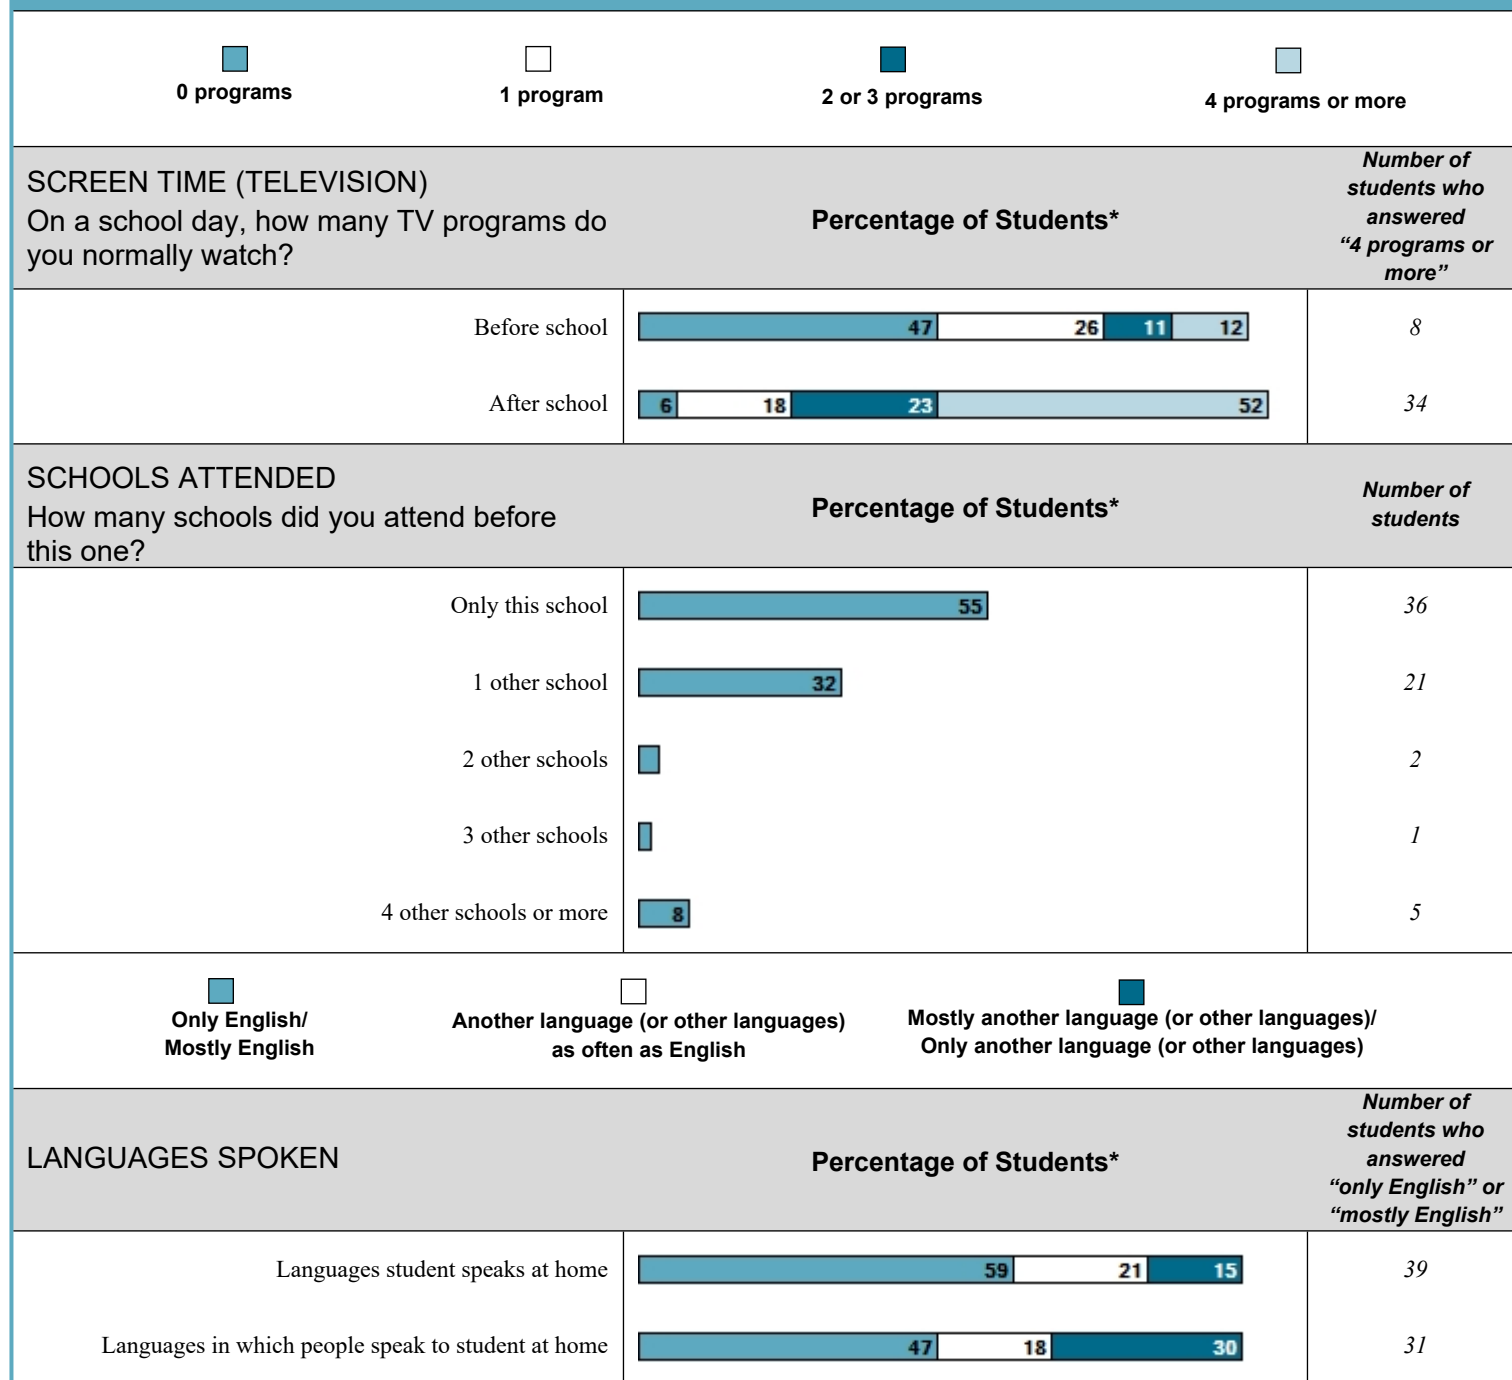 0 programs
1 program
2 or 3 programs
4 programs or more
SCREEN TIME (TELEVISION)
On a school day, how many TV programs do
you normally watch?
Percentage of Students*
Number of
students who
answered
“4 programs or
more”
Before school
47 26 11 12
8
After school
6 18 23 52
34
SCHOOLS ATTENDED
How many schools did you attend before
this one?
Percentage of Students*
Number of
students
Only this school
55
36
1 other school
32
21
2 other schools
2
3 other schools
1
4 other schools or more
8
5
Only English/
Mostly English
Another language (or other languages)
as often as English
Mostly another language (or other languages)/
Only another language (or other languages)
LANGUAGES SPOKEN
Percentage of Students*
Number of
students who
answered
“only English” or
“mostly English”
Languages student speaks at home
59 21 15
39
Languages in which people speak to student at home
47 18 30
31